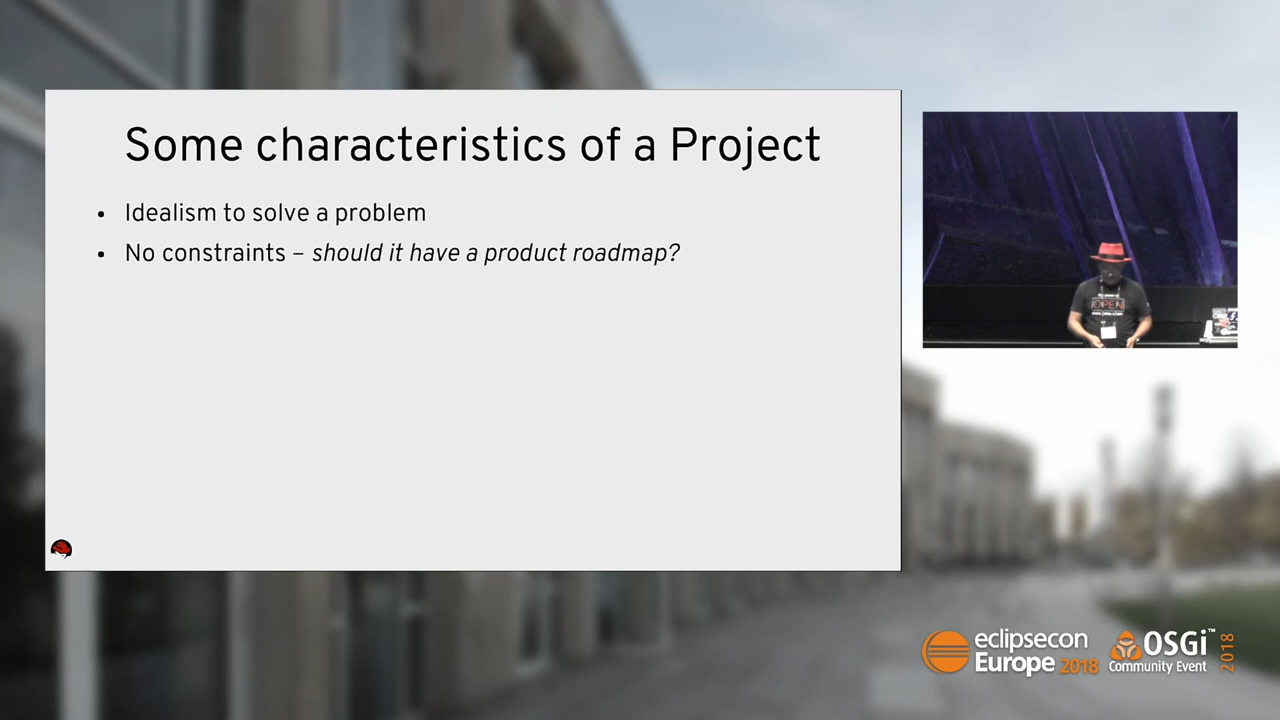 Some characteristics of a Project
• Idealism to solve a problem
• No constraints – should it have a product roadmap?
OPEN
eclipsecon
Europe 2018
OSGi™
Community Event
2018